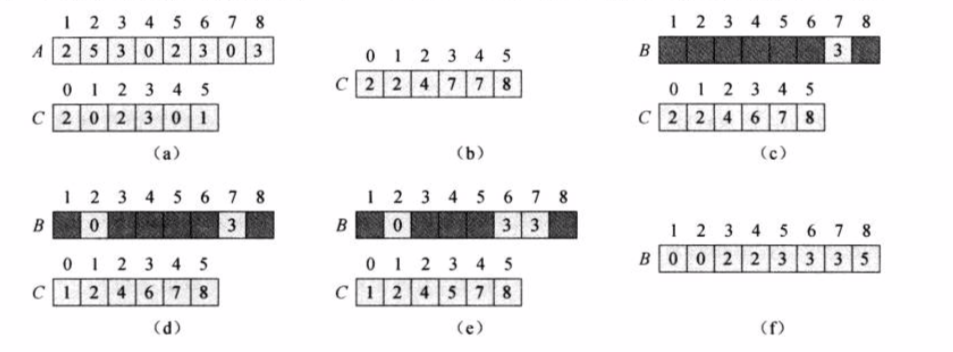 1 2 3 4 5 6 7 8
A 2 5 3 0 2 3 0 3
0 1 2 3 4 5
C 2 0 2 3 0 1
(a)
0 1 2 3 4 5
C 2 2 4 7 7 8
(b)
1 2 3 4 5 6 7 8
B 3
0 1 2 3 4 5
C 2 2 4 6 7 8
(c)
1 2 3 4 5 6 7 8
B 0 3
0 1 2 3 4 5
C 1 2 4 6 7 8
(d)
1 2 3 4 5 6 7 8
B 0 3 3
0 1 2 3 4 5
C 1 2 4 5 7 8
(e)
1 2 3 4 5 6 7 8
B 0 0 2 2 3 3 3 5
(f)